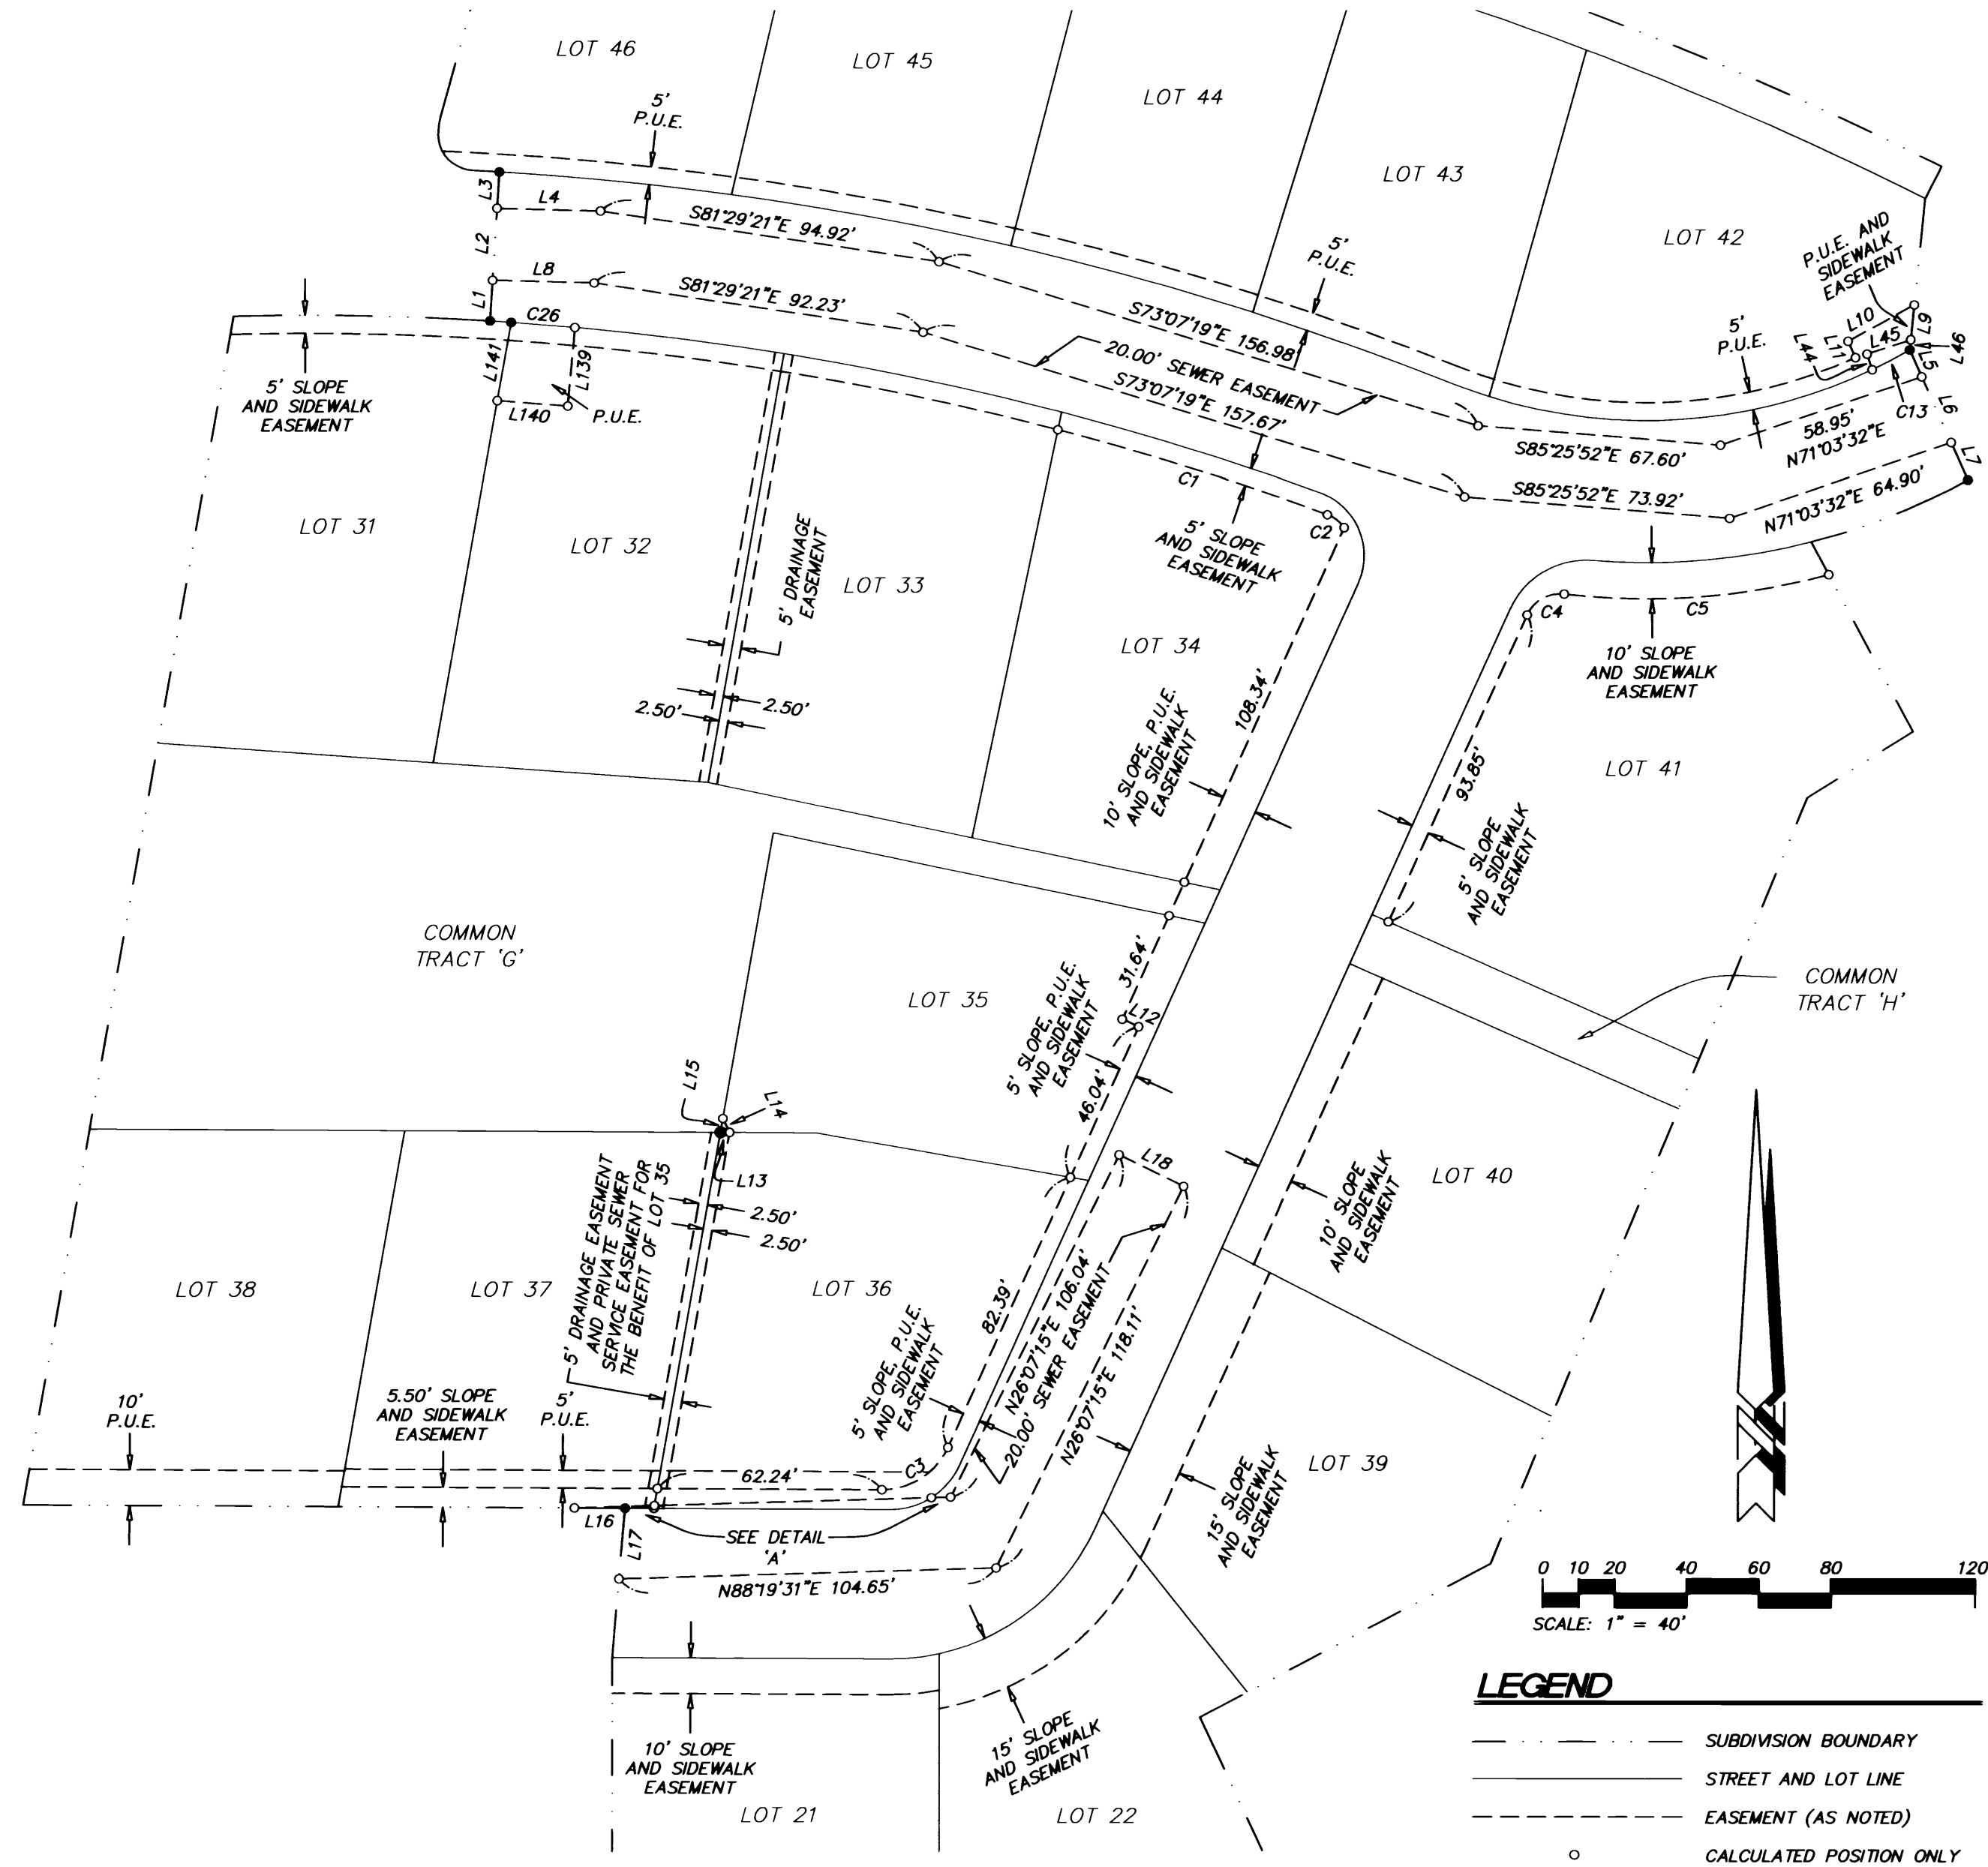 LOT 46
LOT 45
LOT 44
LOT 43
LOT 42
5'
P.U.E.
L3
L4
S81°29'21"E 94.92'
L2
L8
S81°29'21"E 92.23'
L1
C26
L141
L139
L140
P.U.E.
5' SLOPE
AND SIDEWALK
EASEMENT
5'
P.U.E.
S73°07'19"E 156.98'
20.00' SEWER EASEMENT
S73°07'19"E 157.67'
P.U.E. AND
SIDEWALK
EASEMENT
5'
P.U.E.
L10
L9
L11
L45
L44
L46
L5
C13
L6
L7
58.95'
N71°03'32"E
S85°25'52"E 67.60'
S85°25'52"E 73.92'
N71°03'32"E 64.90'
C1
C2
5' SLOPE
AND SIDEWALK
EASEMENT
C4
C5
10' SLOPE
AND SIDEWALK
EASEMENT
LOT 31
LOT 32
5' DRAINAGE
EASEMENT
LOT 33
LOT 34
2.50'
2.50'
108.34'
10' SLOPE, P.U.E.
AND SIDEWALK
EASEMENT
93.85'
5' SLOPE
AND SIDEWALK
EASEMENT
LOT 41
COMMON
TRACT 'G'
LOT 35
31.64'
L12
5' SLOPE, P.U.E.
AND SIDEWALK
EASEMENT
46.04'
COMMON
TRACT 'H'
L15
L14
L13
2.50'
2.50'
5' DRAINAGE EASEMENT
AND PRIVATE SEWER
SERVICE EASEMENT FOR
THE BENEFIT OF LOT 35
L18
LOT 40
10' SLOPE
AND SIDEWALK
EASEMENT
LOT 38
LOT 37
LOT 36
82.39'
5' SLOPE, P.U.E.
AND SIDEWALK
EASEMENT
N26°07'15"E 106.04'
20.00' SEWER EASEMENT
N26°07'15"E 118.11'
10'
P.U.E.
5.50' SLOPE
AND SIDEWALK
EASEMENT
5'
P.U.E.
62.24'
C3
L16
L17
SEE DETAIL
'A'
N88°19'31"E 104.65'
LOT 39
15' SLOPE
AND SIDEWALK
EASEMENT
10' SLOPE
AND SIDEWALK
EASEMENT
15' SLOPE
AND SIDEWALK
EASEMENT
LOT 21
LOT 22
0 10 20 40 60 80 120
SCALE: 1" = 40'
LEGEND
SUBDIVISION BOUNDARY
STREET AND LOT LINE
EASEMENT (AS NOTED)
CALCULATED POSITION ONLY